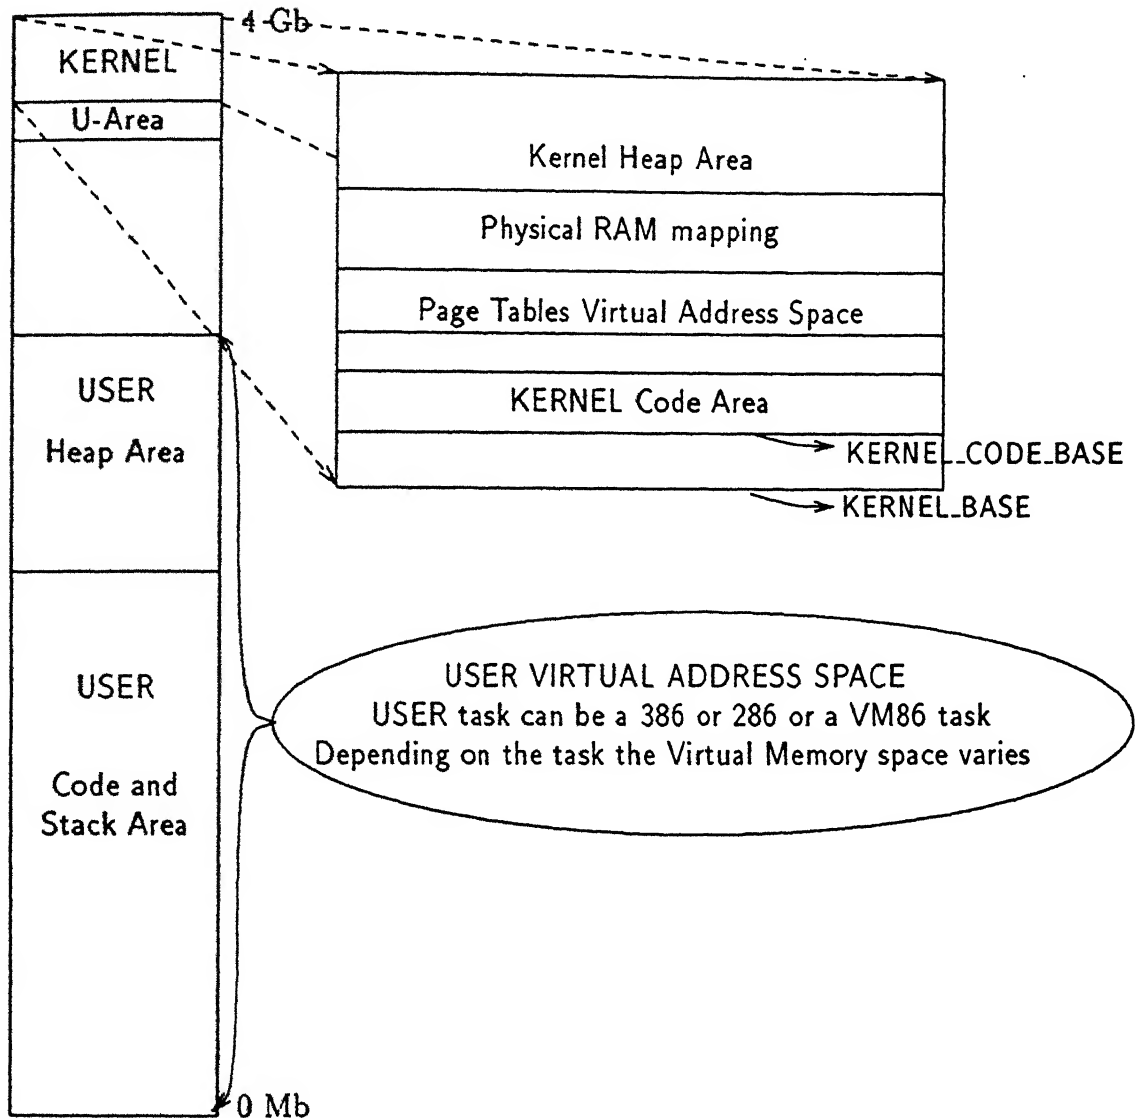 4 Gb
KERNEL
U-Area
Kernel Heap Area
Physical RAM mapping
Page Tables Virtual Address Space
KERNEL Code Area
KERNEL_CODE_BASE
KERNEL_BASE
USER
Heap Area
USER
Code and
Stack Area
USER VIRTUAL ADDRESS SPACE
USER task can be a 386 or 286 or a VM86 task
Depending on the task the Virtual Memory space varies
0 Mb